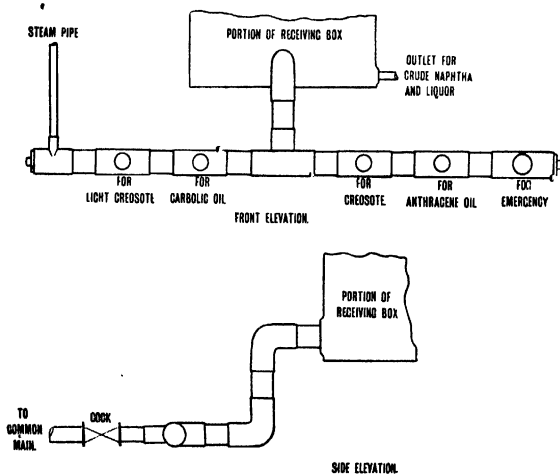 STEAM PIPE
PORTION OF RECEIVING BOX
OUTLET FOR
CRUDE NAPHTHA
AND LIQUOR
FOR
LIGHT CREOSOTE
FOR
CARBOLIC OIL
FOR
CREOSOTE.
FOR
ANTHRACENE OIL
FOR
EMERGENCY
FRONT ELEVATION.
PORTION OF
RECEIVING BOX
TO
COMMON
MAIN.
COCK
SIDE ELEVATION.